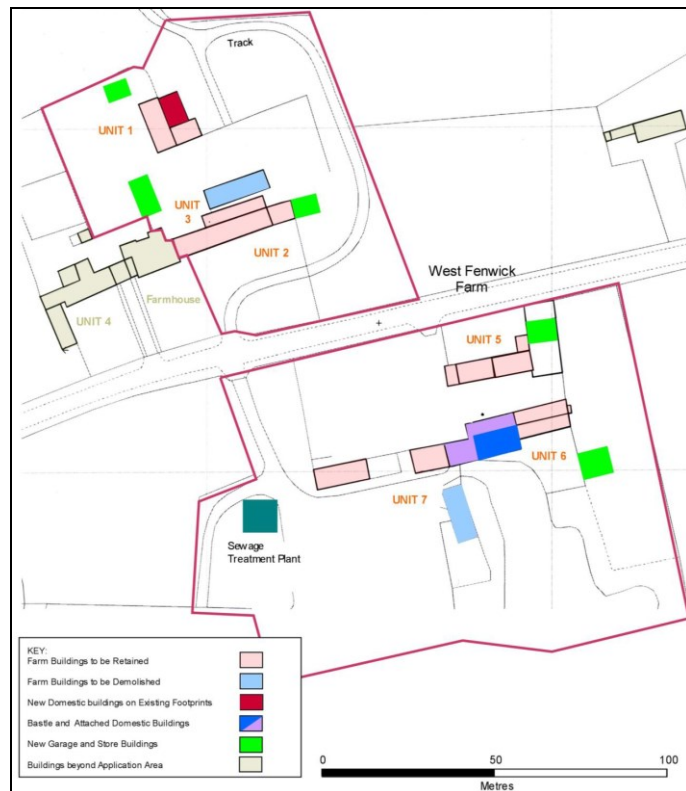 Track
UNIT 1
UNIT
3
UNIT 2
West Fenwick
Farm
Farmhouse
UNIT 4
UNIT 5
UNIT 6
UNIT 7
Sewage
Treatment Plant
KEY:
Farm Buildings to be Retained
Farm Buildings to be Demolished
New Domestic buildings on Existing Footprints
Bastle and Attached Domestic Buildings
New Garage and Store Buildings
Buildings beyond Application Area
0 50 100
Metres